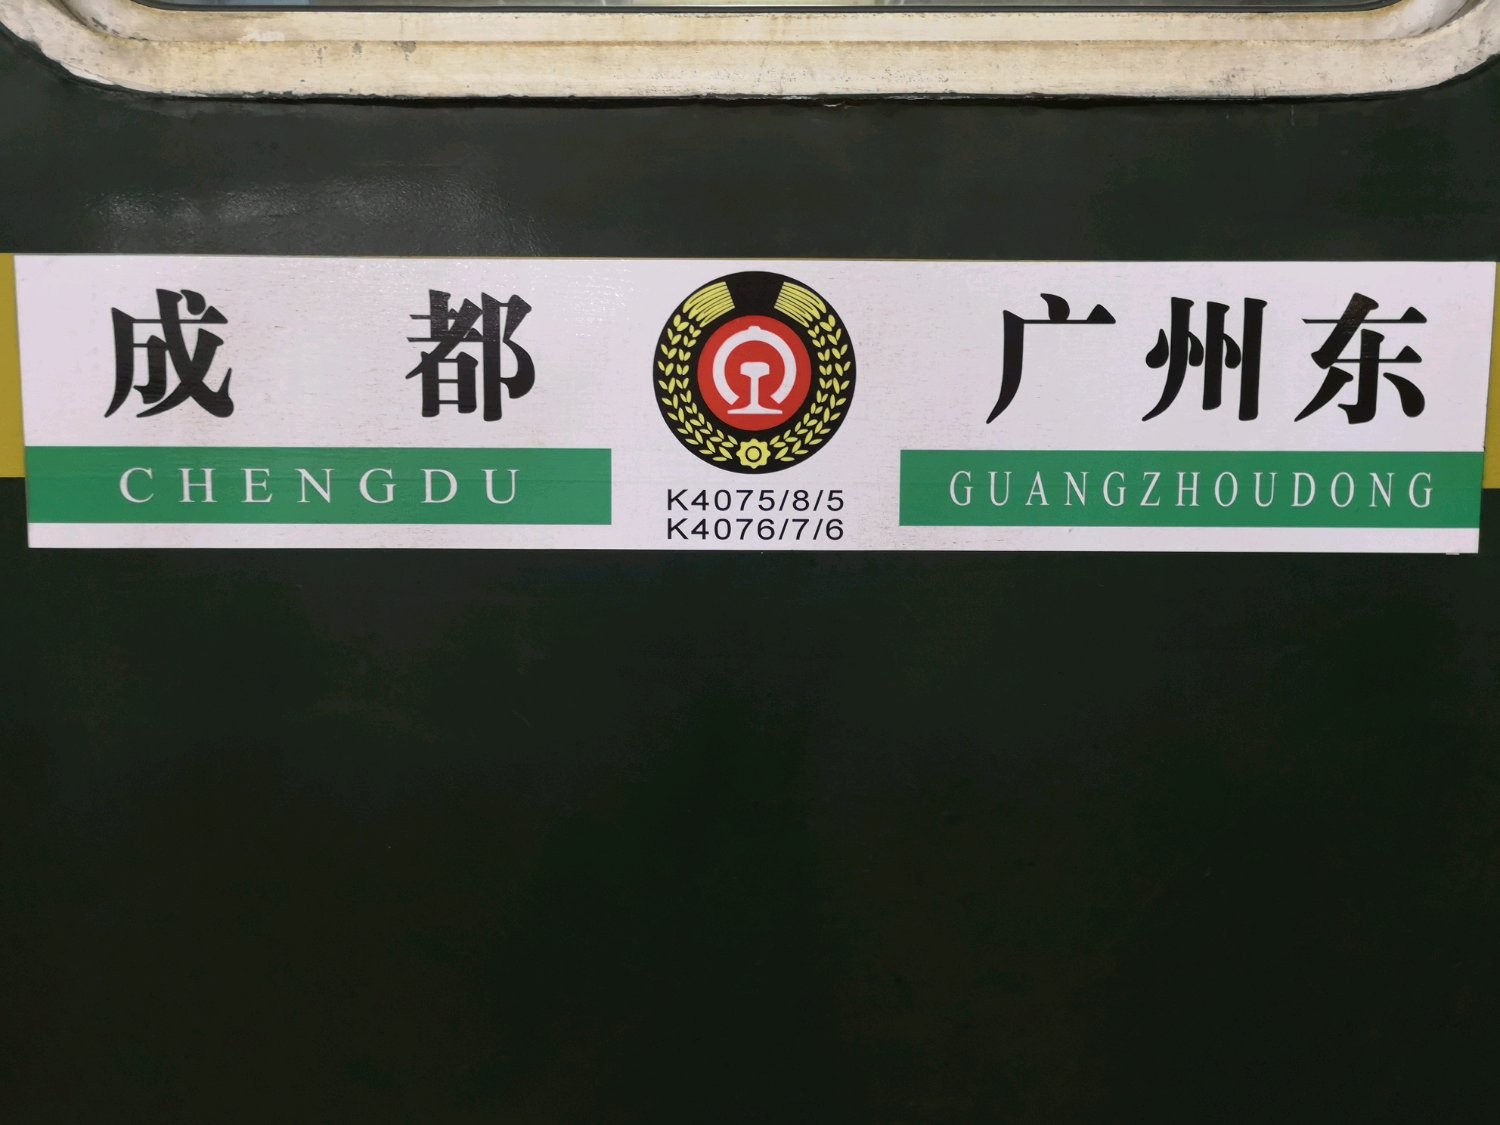 成都
CHENGDU
K4075/8/5
K4076/7/6
广州东
GUANGZHOUDONG